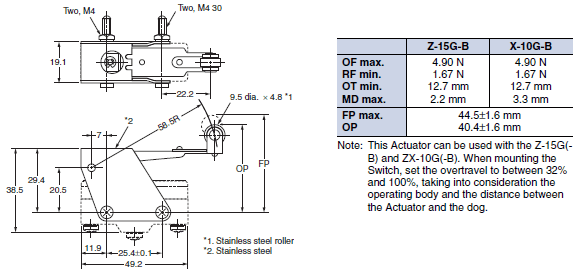 Two, M4
Two, M4 30
19.1
22.2
9.5 dia. × 4.8 *1
*2
58.5R
7
OP
FP
38.5
29.4
20.5
11.9
25.4±0.1
49.2
*1. Stainless steel roller
*2. Stainless steel
Z-15G-B X-10G-B
OF max. 4.90 N 4.90 N
RF min. 1.67 N 1.67 N
OT min. 12.7 mm 12.7 mm
MD max. 2.2 mm 3.3 mm
FP max. 44.5±1.6 mm
OP 40.4±1.6 mm
Note: This Actuator can be used with the Z-15G(-
B) and ZX-10G(-B). When mounting the
Switch, set the overtravel to between 32%
and 100%, taking into consideration the
operating body and the distance between
the Actuator and the dog.